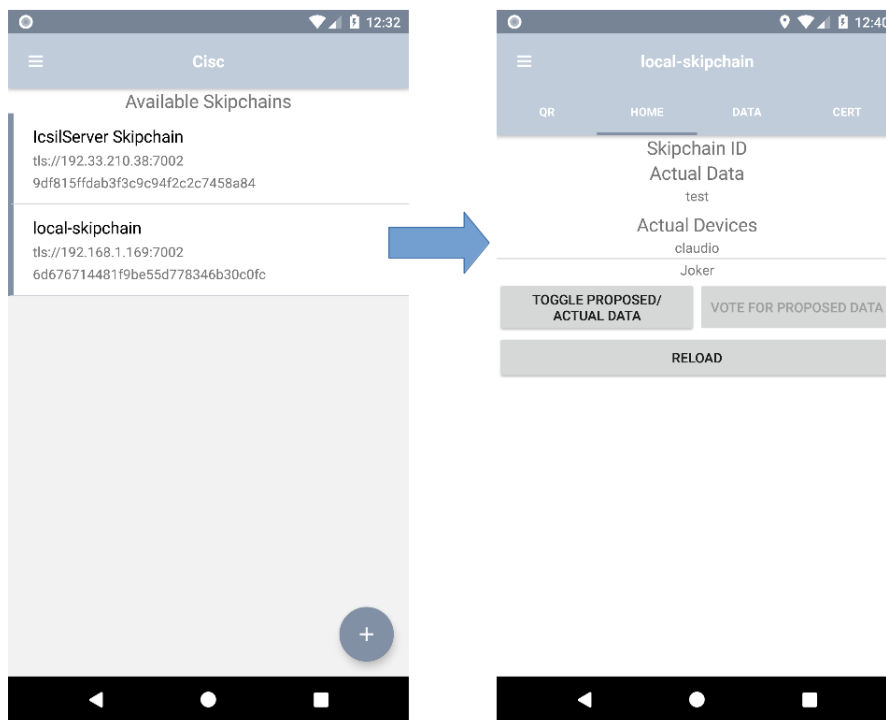 12:32
Cisc
Available Skipchains
IcsilServer Skipchain
tls://192.33.210.38:7002
9df815ffdab3f3c9c94f2c2c7458a84
local-skipchain
tls://192.168.1.169:7002
6d676714481f9be55d778346b30c0fc
+
12:40
local-skipchain
QR HOME DATA CERT
Skipchain ID
Actual Data
test
Actual Devices
claudio
Joker
TOGGLE PROPOSED/
ACTUAL DATA
VOTE FOR PROPOSED DATA
RELOAD